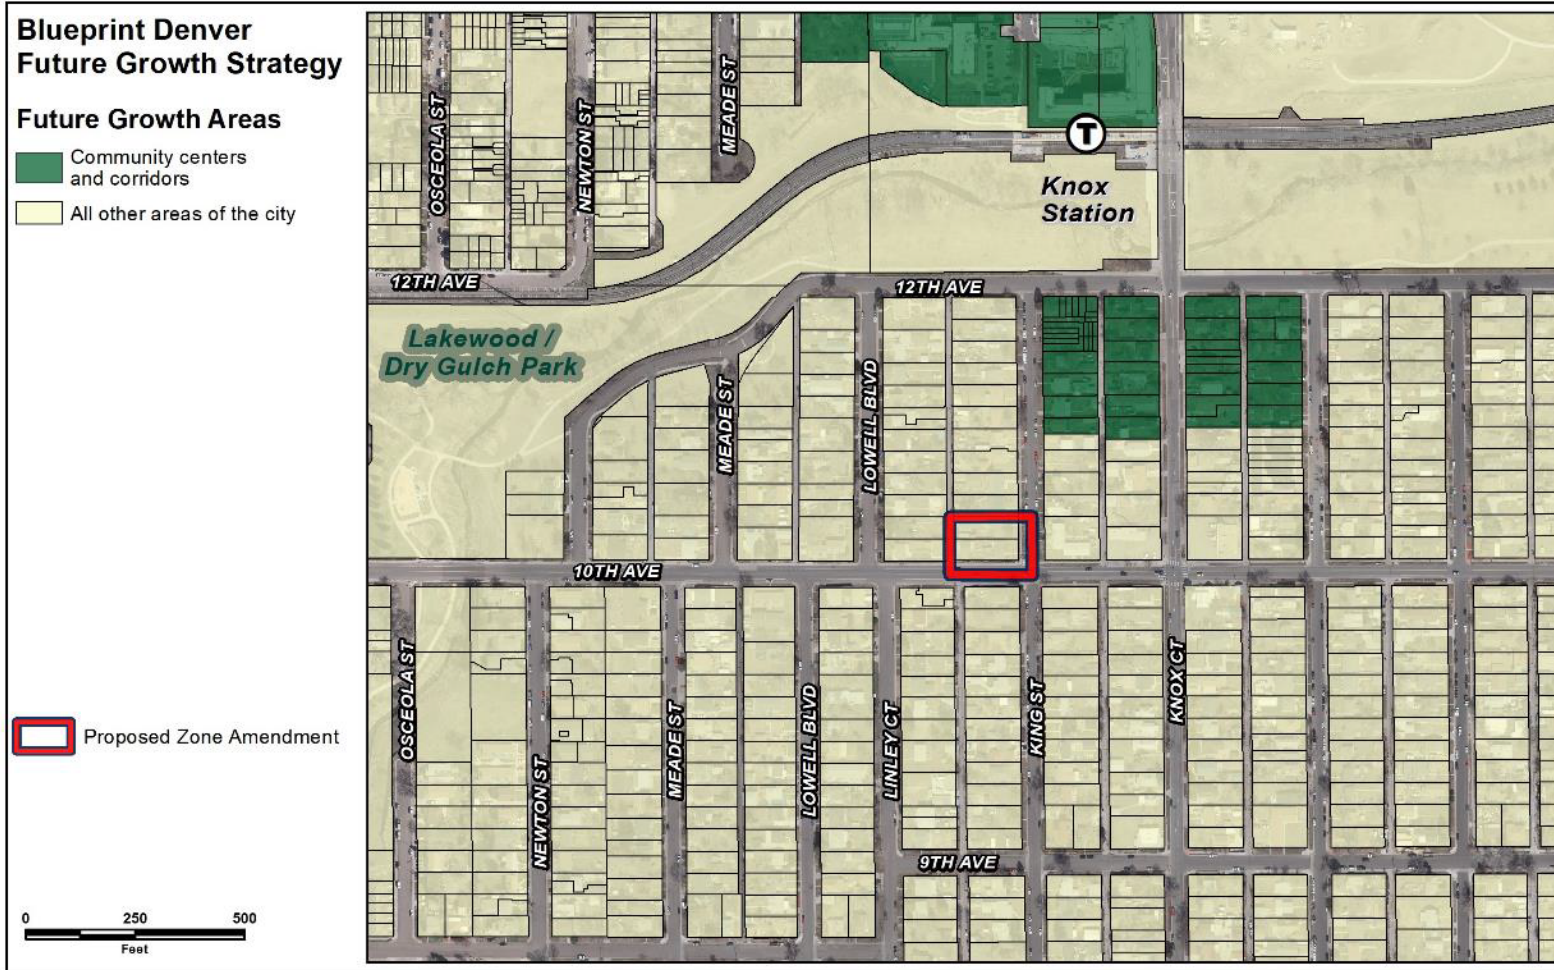 Blueprint Denver
Future Growth Strategy
Future Growth Areas
Community centers
and corridors
All other areas of the city
Proposed Zone Amendment
0 250 500
Feet
OSCEOLA ST
NEWTON ST
MEADE ST
T
Knox
Station
12TH AVE
12TH AVE
Lakewood /
Dry Gulch Park
MEADE ST
LOWELL BLVD
10TH AVE
OSCEOLA ST
NEWTON ST
MEADE ST
LOWELL BLVD
LINLEY CT
KING ST
KNOX CT
9TH AVE